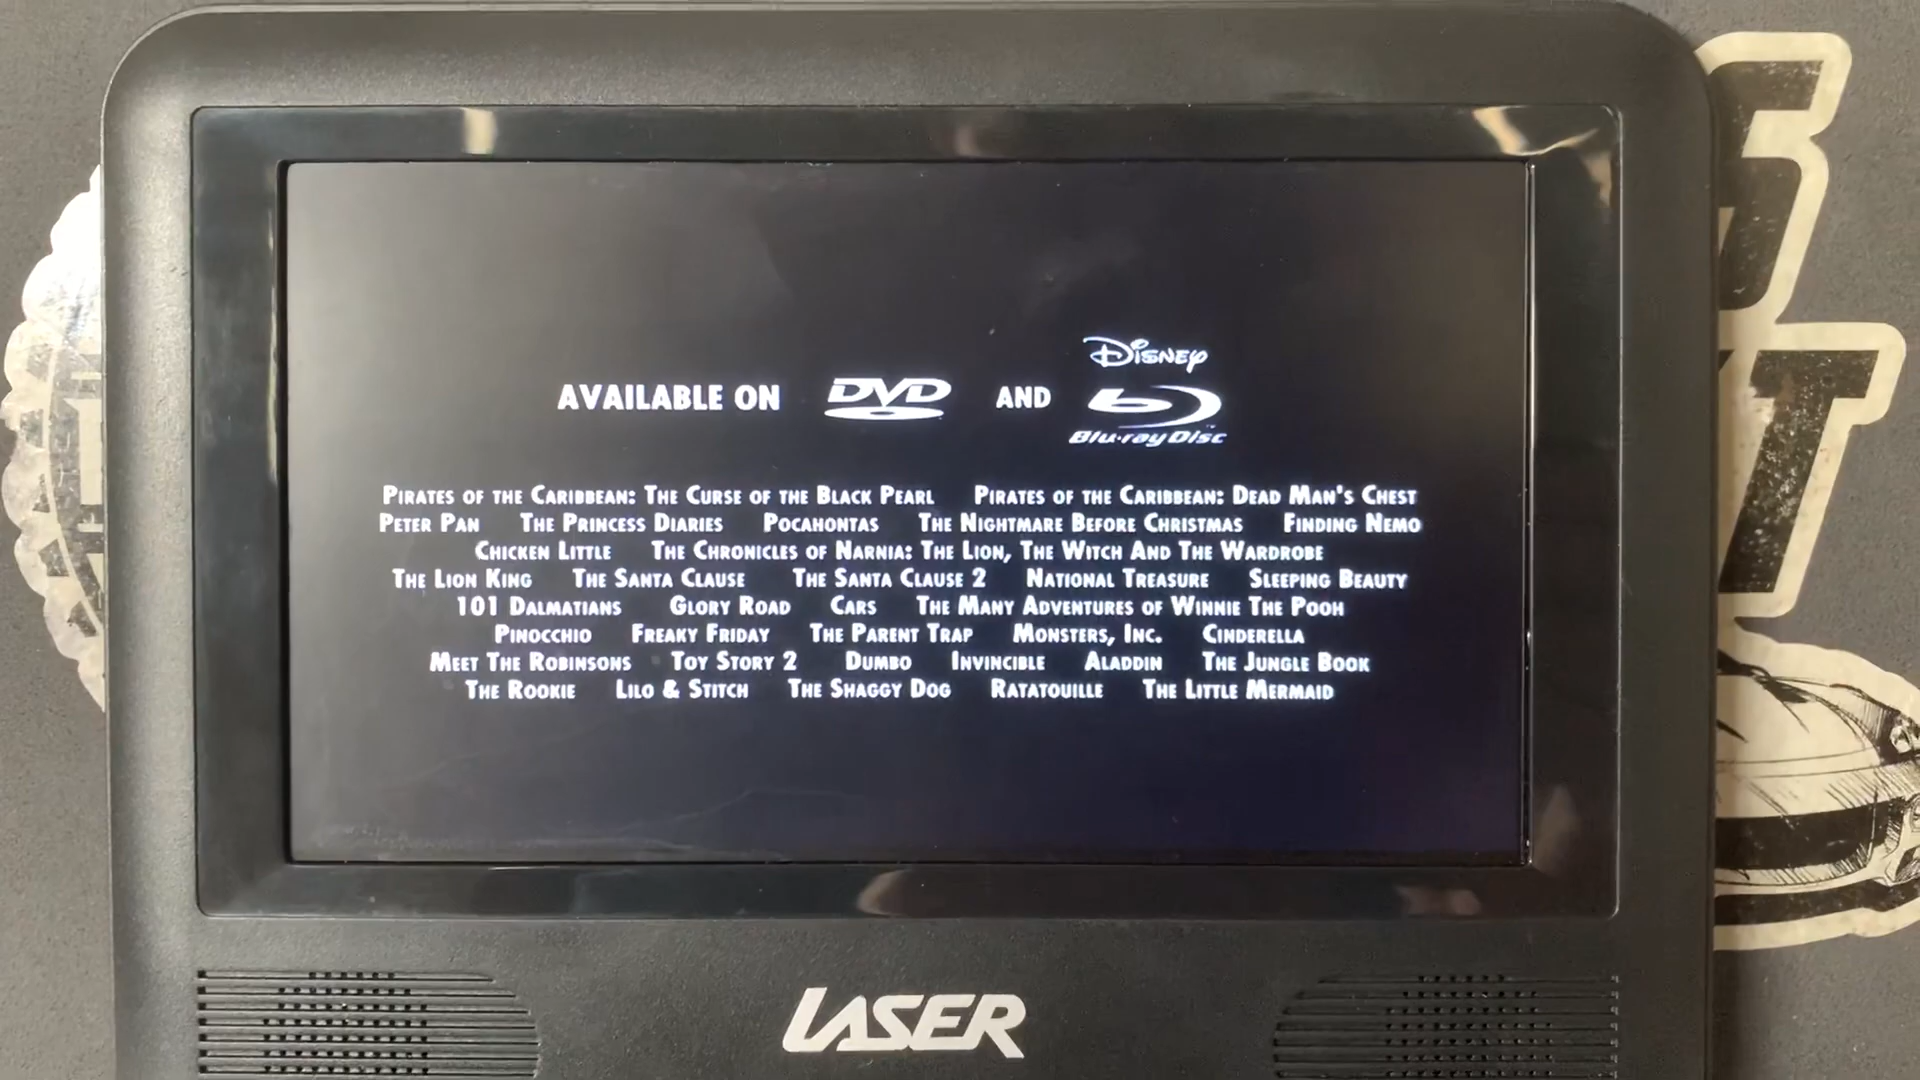 DISNEY
AVAILABLE ON DVD AND Blu-ray Disc
PIRATES OF THE CARIBBEAN: THE CURSE OF THE BLACK PEARL PIRATES OF THE CARIBBEAN: DEAD MAN'S CHEST
PETER PAN THE PRINCESS DIARIES POCAHONTAS THE NIGHTMARE BEFORE CHRISTMAS FINDING NEMO
CHICKEN LITTLE THE CHRONICLES OF NARNIA: THE LION, THE WITCH AND THE WARDROBE
THE LION KING THE SANTA CLAUSE THE SANTA CLAUSE 2 NATIONAL TREASURE SLEEPING BEAUTY
101 DALMATIANS GLORY ROAD CARS THE MANY ADVENTURES OF WINNIE THE POOH
PINOCCHIO FREAKY FRIDAY THE PARENT TRAP MONSTERS, INC. CINDERELLA
MEET THE ROBINSONS TOY STORY 2 DUMBO INVINCIBLE ALADDIN THE JUNGLE BOOK
THE ROOKIE LILO & STITCH THE SHAGGY DOG RATATOUILLE THE LITTLE MERMAID
LASER